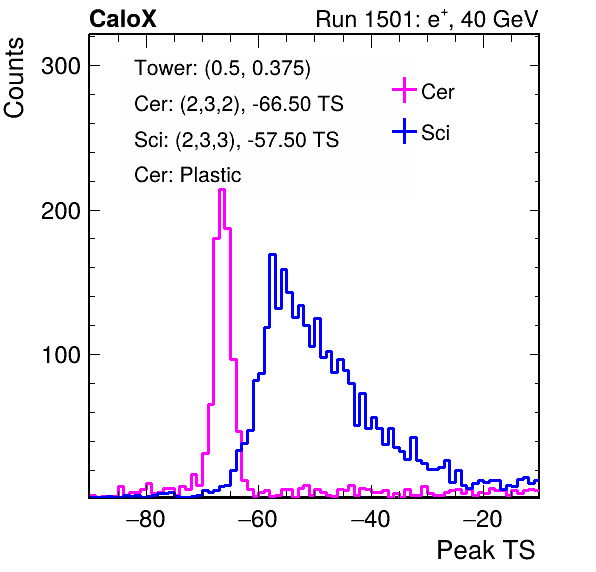 CaloX Run 1501: e⁺, 40 GeV
Counts
300
200
100
Tower: (0.5, 0.375)
Cer: (2,3,2), -66.50 TS
Sci: (2,3,3), -57.50 TS
Cer: Plastic
Cer
Sci
−80 −60 −40 −20
Peak TS